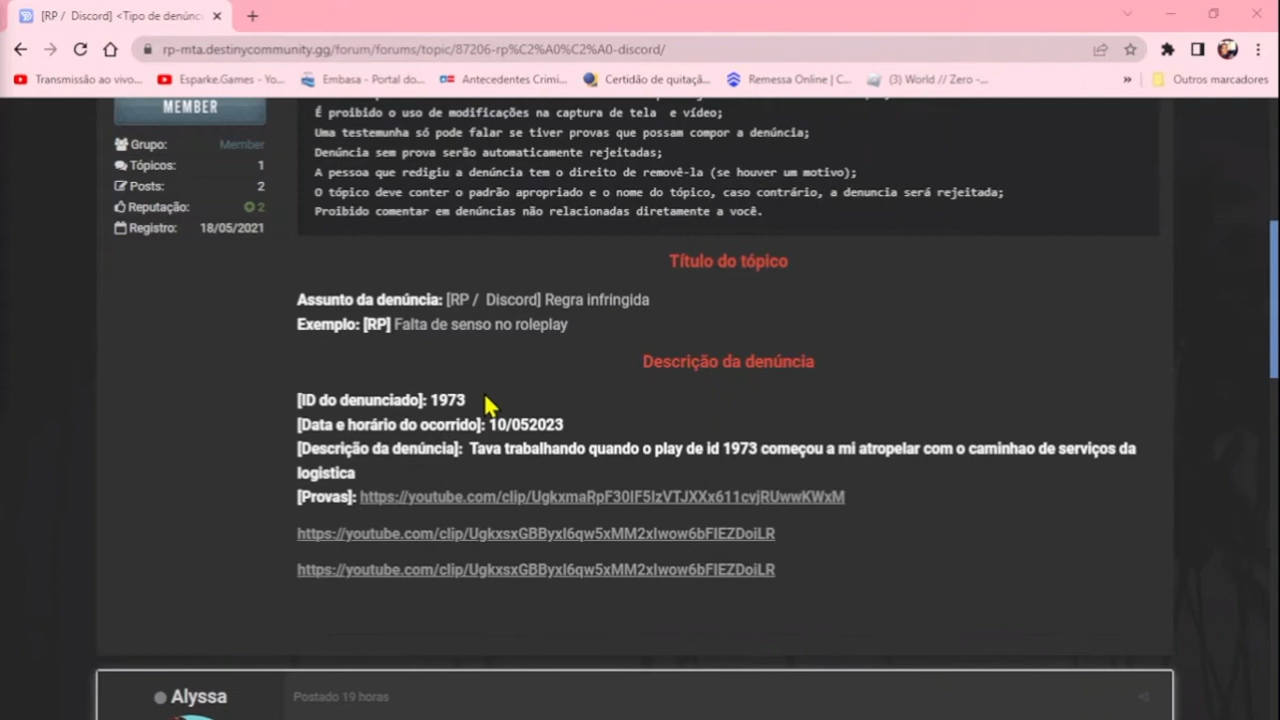 [RP / Discord] <Tipo de denúnc
rp-mta.destinycommunity.gg/forum/forums/topic/87206-rp%C2%A0%C2%A0-discord/
Transmissão ao vivo...
Esparke.Games - Yo...
Embasa - Portal do...
Antecedentes Crimi...
Certidão de quitaçã...
Remessa Online | C...
(3) World // Zero -...
»
Outros marcadores
MEMBER
Grupo: Member
Tópicos: 1
Posts: 2
Reputação: 2
Registro: 18/05/2021
É proibido o uso de modificações na captura de tela e vídeo;
Uma testemunha só pode falar se tiver provas que possam compor a denúncia;
Denúncia sem prova serão automaticamente rejeitadas;
A pessoa que redigiu a denúncia tem o direito de removê-la (se houver um motivo);
O tópico deve conter o padrão apropriado e o nome do tópico, caso contrário, a denuncia será rejeitada;
Proibido comentar em denúncias não relacionadas diretamente a você.
Título do tópico
Assunto da denúncia: [RP / Discord] Regra infringida
Exemplo: [RP] Falta de senso no roleplay
Descrição da denúncia
[ID do denunciado]: 1973
[Data e horário do ocorrido]: 10/052023
[Descrição da denúncia]: Tava trabalhando quando o play de id 1973 começou a mi atropelar com o caminhao de serviços da
logistica
[Provas]: https://youtube.com/clip/UgkxmaRpF30IF5IzVTJXXx611cvjRUwwKWxM
https://youtube.com/clip/UgkxsxGBByxI6qw5xMM2xIwow6bFIEZDoiLR
https://youtube.com/clip/UgkxsxGBByxI6qw5xMM2xIwow6bFIEZDoiLR
Alyssa
Postado 19 horas